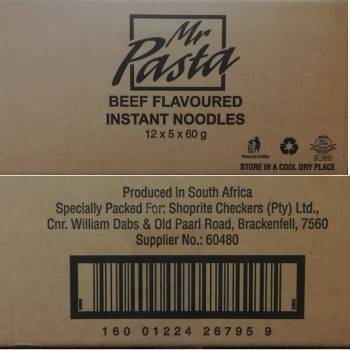 Mr
Pasta
BEEF FLAVOURED
INSTANT NOODLES
12 x 5 x 60 g
STORE IN A COOL DRY PLACE
Produced in South Africa
Specially Packed For: Shoprite Checkers (Pty) Ltd.,
Cnr. William Dabs & Old Paarl Road, Brackenfell, 7560
Supplier No.: 60480
1 60 01224 26795 9